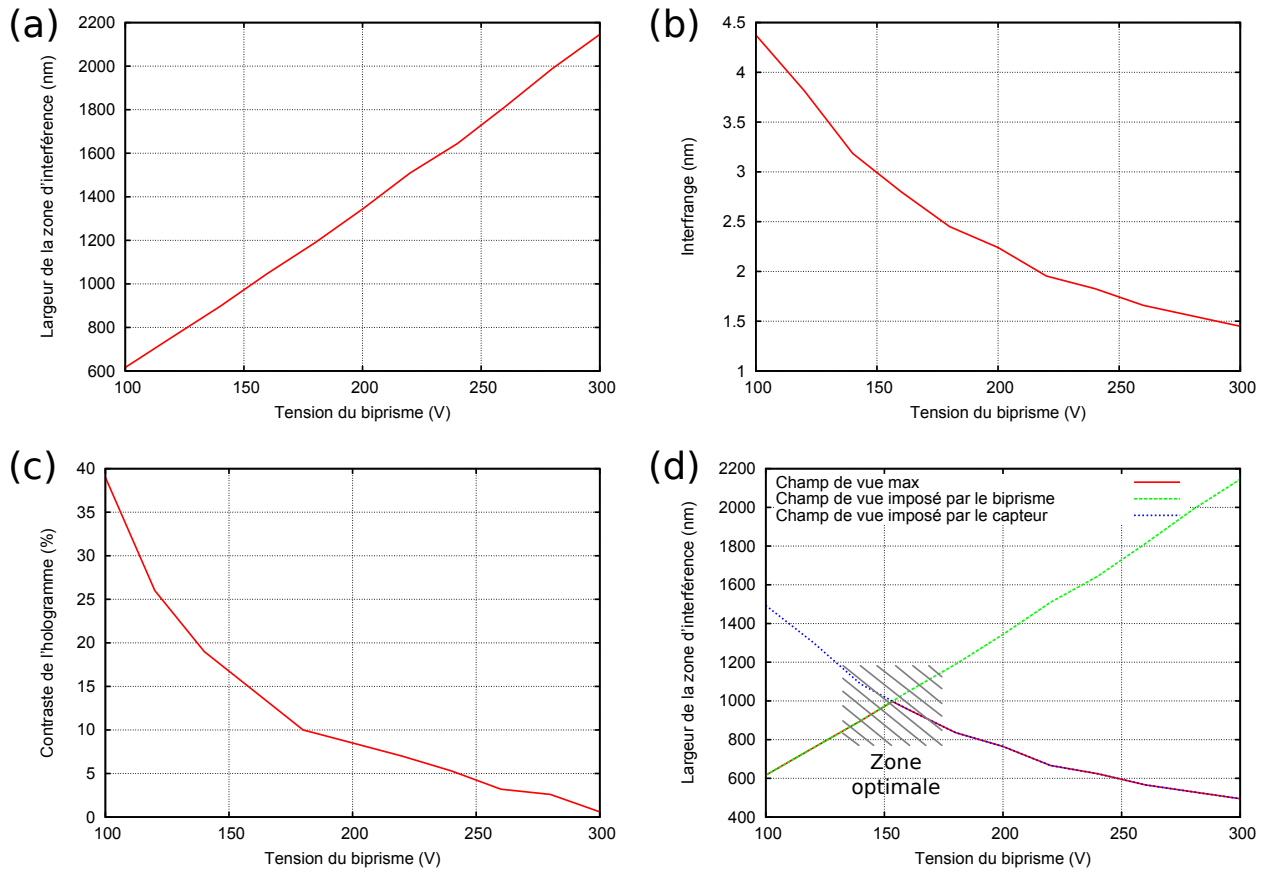 (a)
Largeur de la zone d'interférence (nm)
2200
2000
1800
1600
1400
1200
1000
800
600
100 150 200 250 300
Tension du biprisme (V)
(b)
Interfrange (nm)
4.5
4
3.5
3
2.5
2
1.5
1
100 150 200 250 300
Tension du biprisme (V)
(c)
Contraste de l'hologramme (%)
40
35
30
25
20
15
10
5
0
100 150 200 250 300
Tension du biprisme (V)
(d)
Largeur de la zone d'interférence (nm)
2200
2000
1800
1600
1400
1200
1000
800
600
400
Champ de vue max
Champ de vue imposé par le biprisme
Champ de vue imposé par le capteur
Zone
optimale
100 150 200 250 300
Tension du biprisme (V)